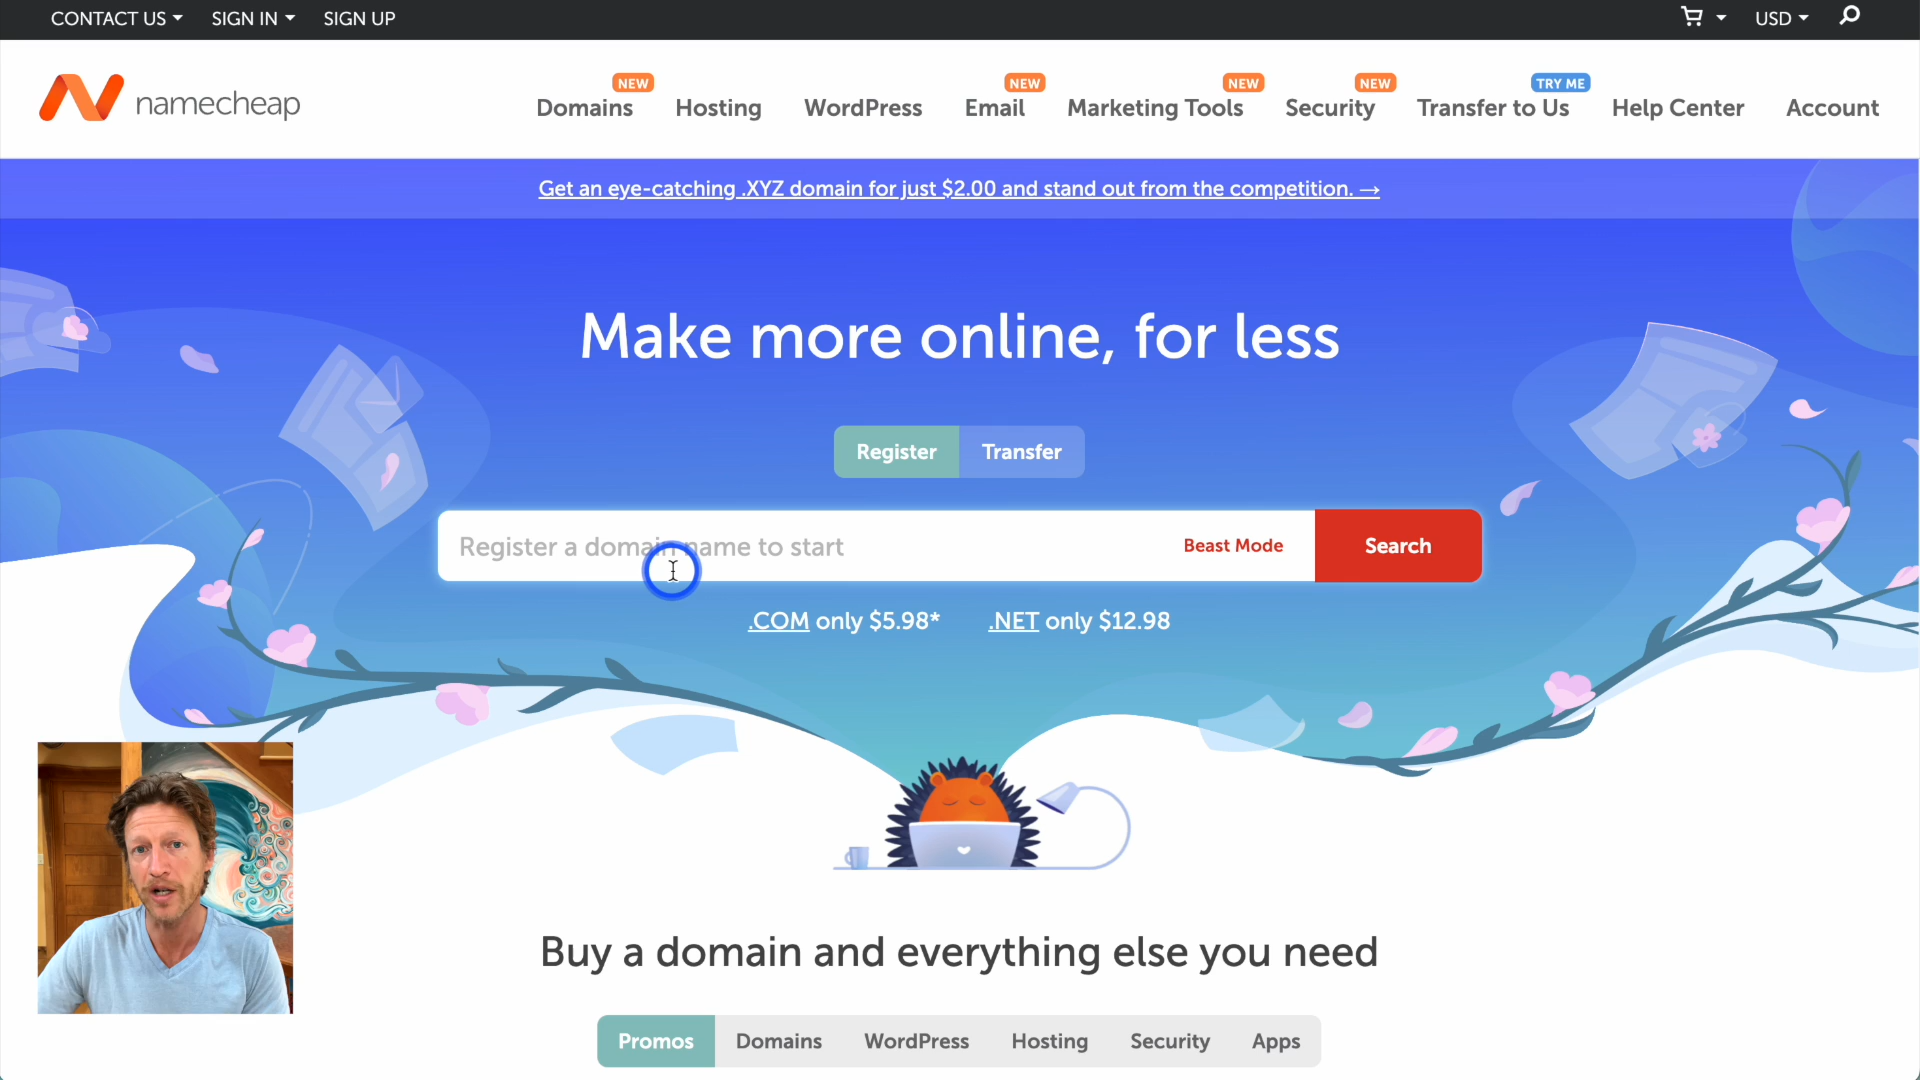 CONTACT US SIGN IN SIGN UP USD
namecheap
NEW NEW NEW NEW TRY ME
Domains Hosting WordPress Email Marketing Tools Security Transfer to Us Help Center Account
Get an eye-catching .XYZ domain for just $2.00 and stand out from the competition. →
Make more online, for less
Register Transfer
Register a domain name to start Beast Mode Search
.COM only $5.98* .NET only $12.98
Buy a domain and everything else you need
Promos Domains WordPress Hosting Security Apps